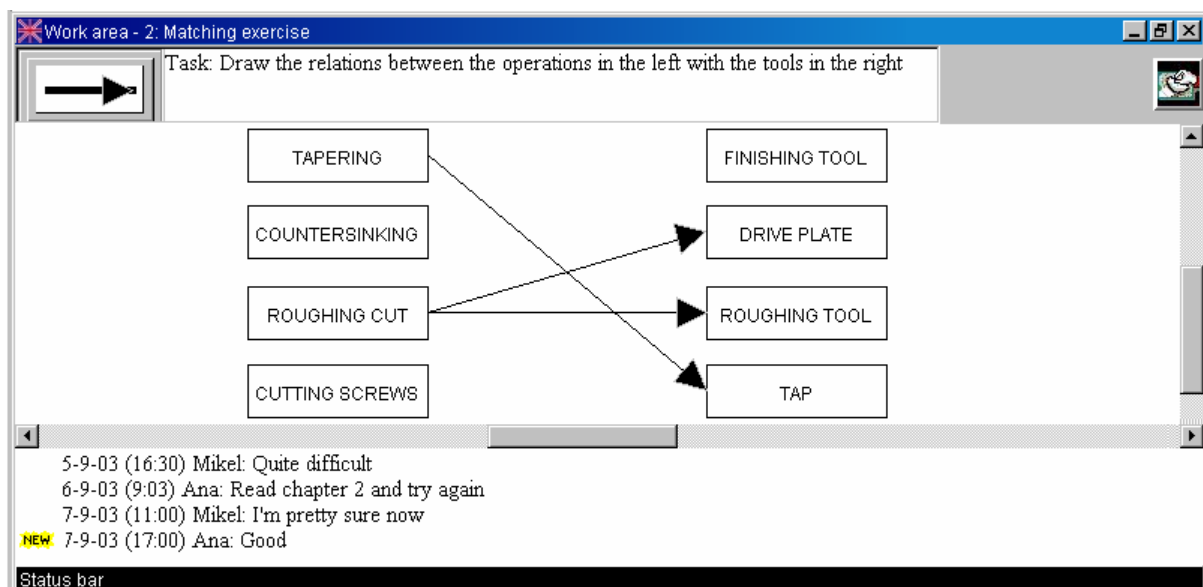 Work area - 2: Matching exercise
Task: Draw the relations between the operations in the left with the tools in the right
TAPERING FINISHING TOOL
COUNTERSINKING DRIVE PLATE
ROUGHING CUT ROUGHING TOOL
CUTTING SCREWS TAP
5-9-03 (16:30) Mikel: Quite difficult
6-9-03 (9:03) Ana: Read chapter 2 and try again
7-9-03 (11:00) Mikel: I'm pretty sure now
NEW 7-9-03 (17:00) Ana: Good
Status bar